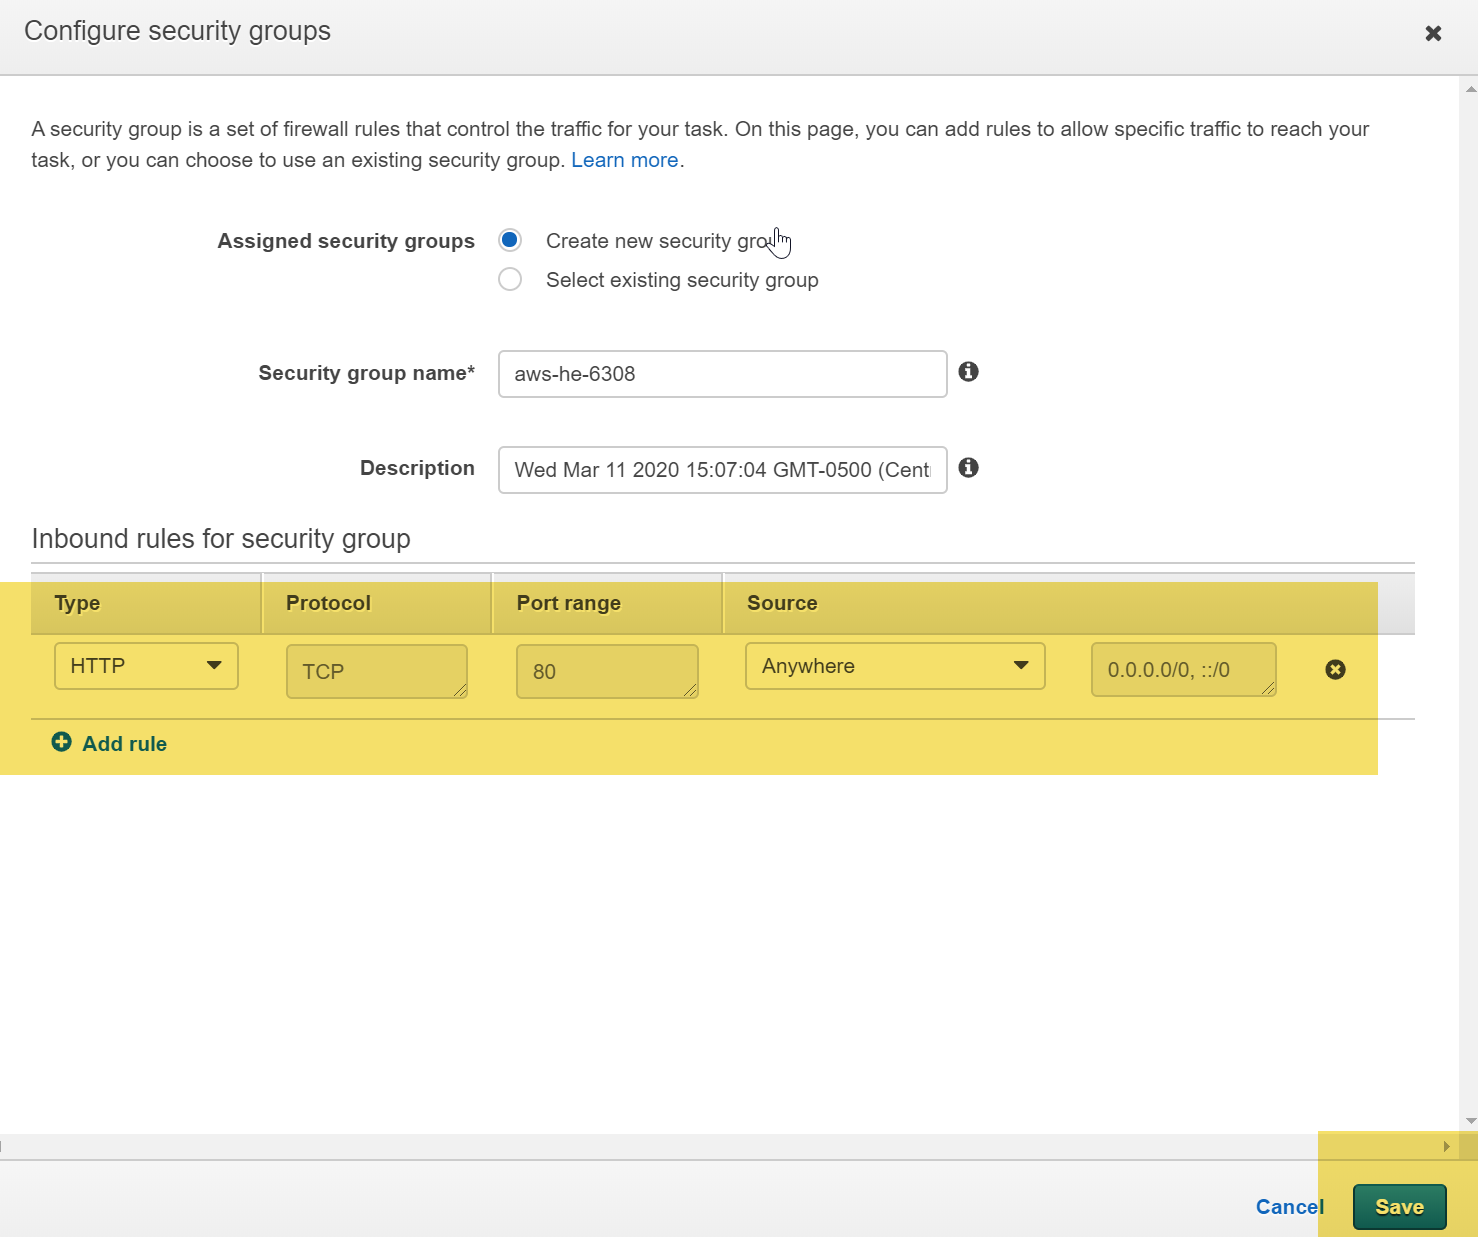 Configure security groups
A security group is a set of firewall rules that control the traffic for your task. On this page, you can add rules to allow specific traffic to reach your
task, or you can choose to use an existing security group. Learn more.
Assigned security groups
Create new security grou
Select existing security group
Security group name*
aws-he-6308
Description
Wed Mar 11 2020 15:07:04 GMT-0500 (Cent
Inbound rules for security group
Type Protocol Port range Source
HTTP TCP 80 Anywhere 0.0.0.0/0, ::/0
Add rule
Cancel Save